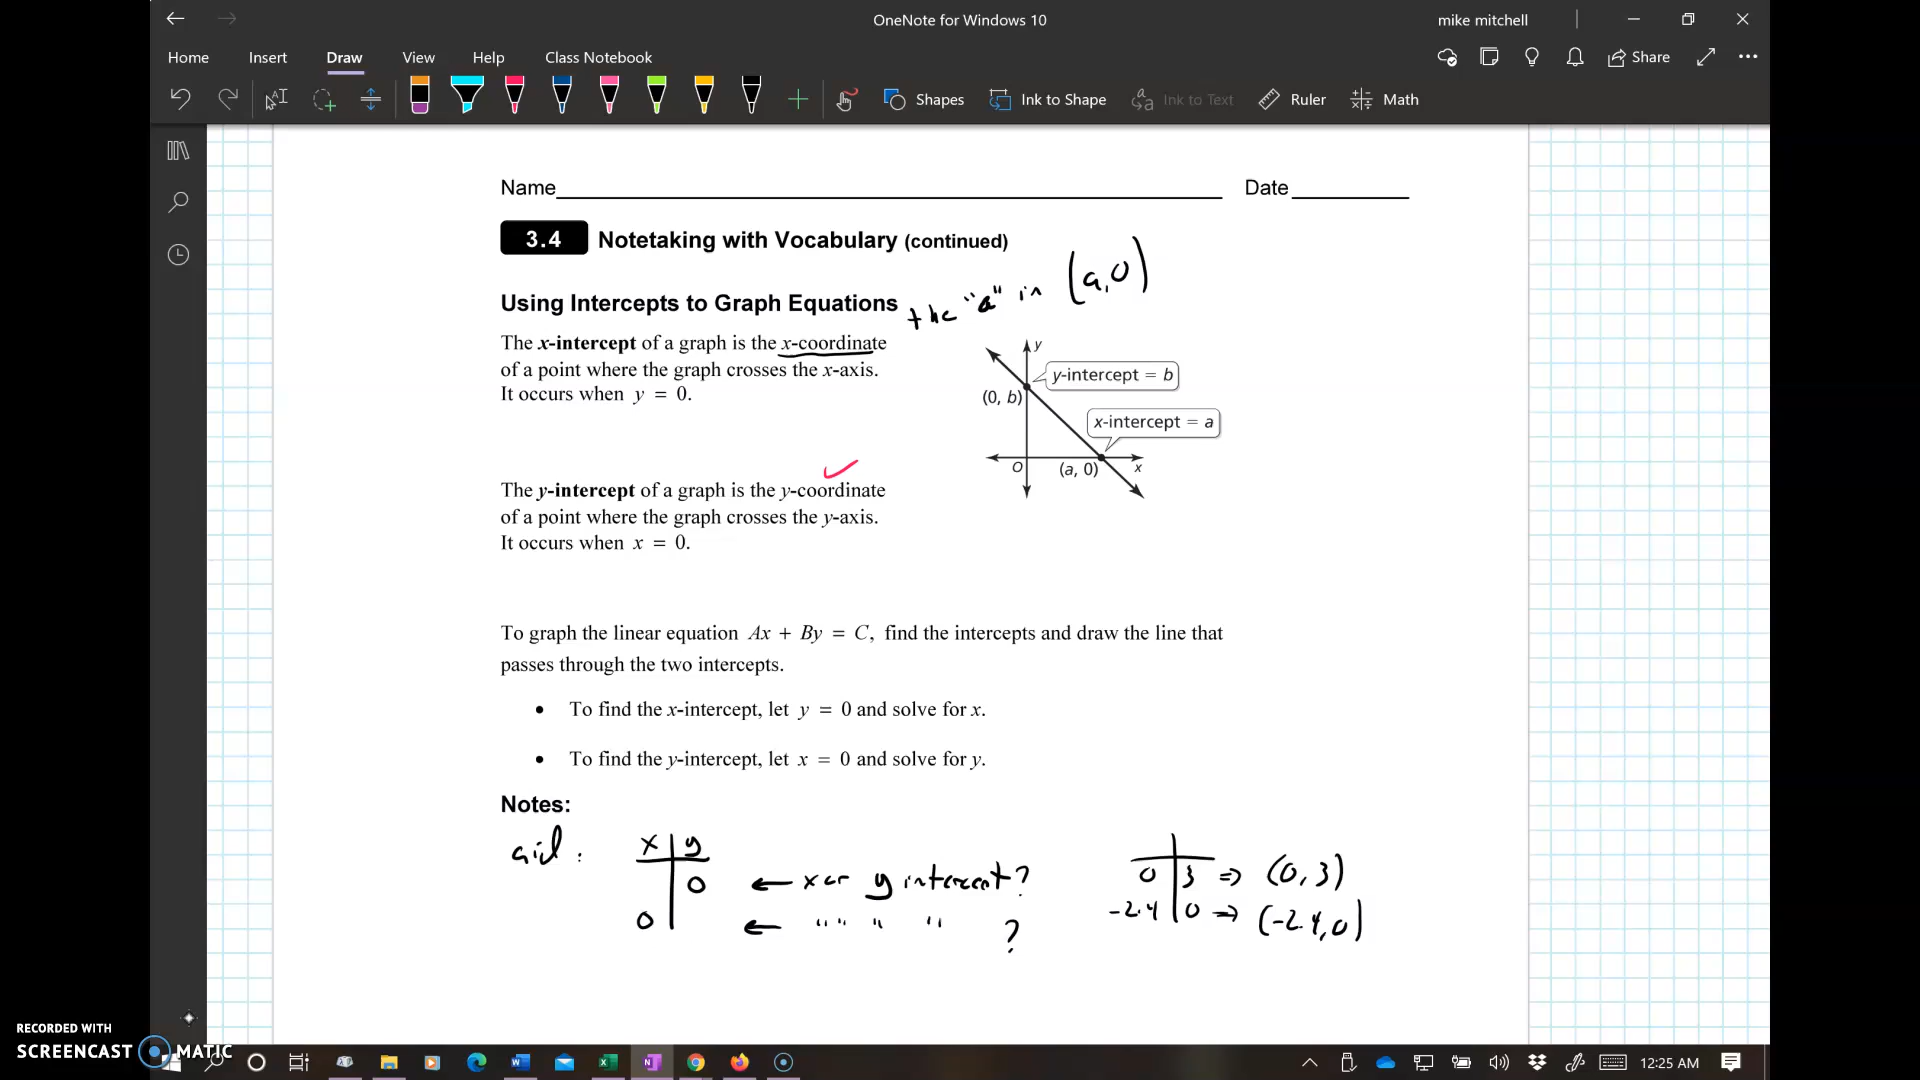 OneNote for Windows 10
mike mitchell
Home Insert Draw View Help Class Notebook
Share
Shapes Ink to Shape Ink to Text Ruler Math
Name Date
3.4 Notetaking with Vocabulary (continued)
the "a" in (a,0)
Using Intercepts to Graph Equations
The x-intercept of a graph is the x-coordinate
of a point where the graph crosses the x-axis.
It occurs when y = 0.
y
y-intercept = b
(0, b)
x-intercept = a
O (a, 0) x
The y-intercept of a graph is the y-coordinate
of a point where the graph crosses the y-axis.
It occurs when x = 0.
To graph the linear equation Ax + By = C, find the intercepts and draw the line that
passes through the two intercepts.
• To find the x-intercept, let y = 0 and solve for x.
• To find the y-intercept, let x = 0 and solve for y.
Notes:
aid : x y
0 ← x or y intercept? 0 3 ⇒ (0, 3)
0 ← " " " " ? -2.4 0 ⇒ (-2.4, 0)
RECORDED WITH
SCREENCAST MATIC
12:25 AM